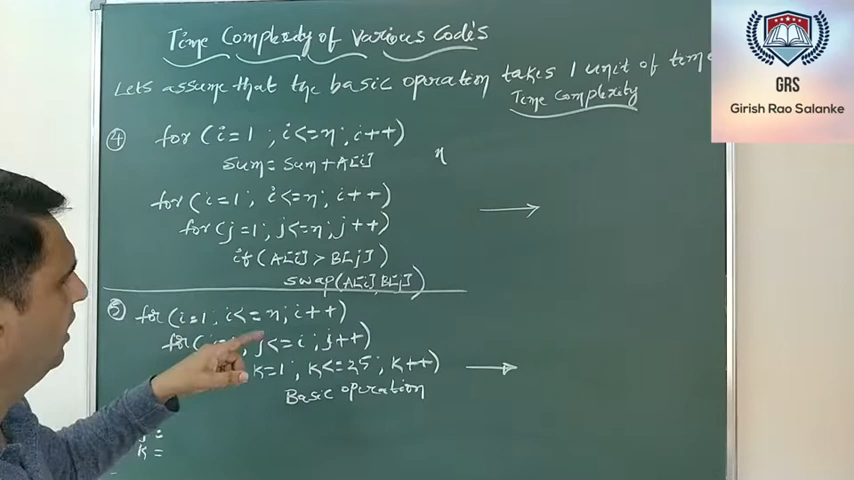 Time Complexity of Various Code's
Lets assume that the basic operation takes 1 unit of time
Time Complexity
GRS
Girish Rao Salanke
④ for (i=1 ; i<=n; i++)
sum=sum+A[i] n
for (i=1; i<=n; i++)
for (j=1; j<=n; j++)
if (A[i] > B[j])
swap(A[i] B[j])
⑤ for (i=1; i<=n; i++)
for ; j<=i ; j++)
k=1; k<=25; k++)
Basic operation
j =
k =